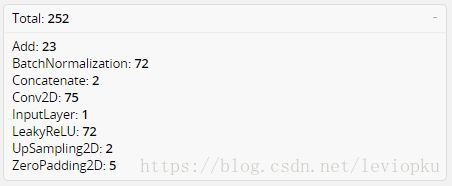 Total: 252 -
Add: 23
BatchNormalization: 72
Concatenate: 2
Conv2D: 75
InputLayer: 1
LeakyReLU: 72
UpSampling2D: 2
ZeroPadding2D: 5
https://blog.csdn.net/leviopku